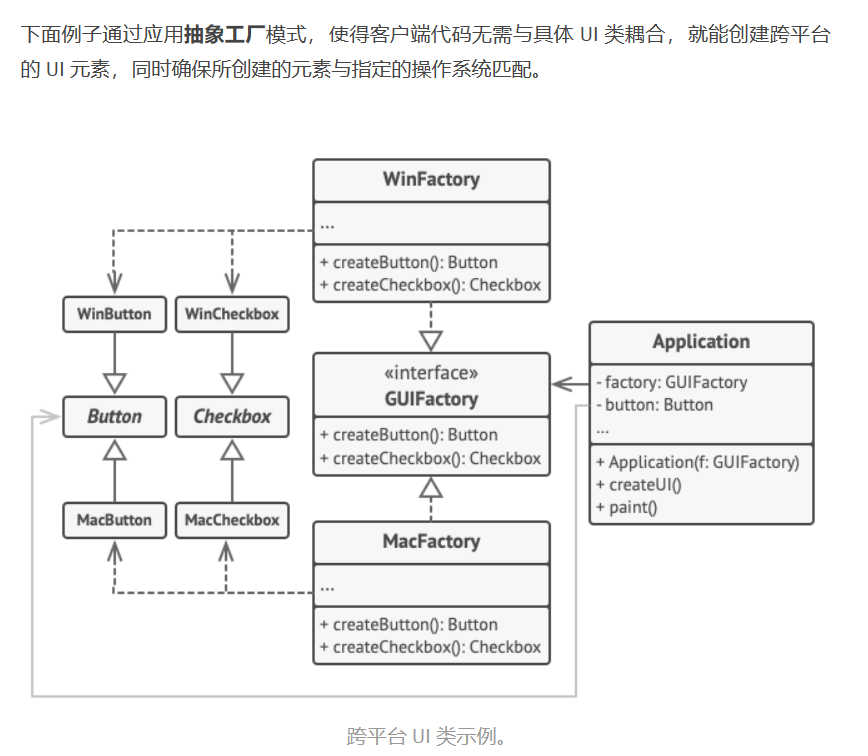 下面例子通过应用抽象工厂模式，使得客户端代码无需与具体 UI 类耦合，就能创建跨平台
的 UI 元素，同时确保所创建的元素与指定的操作系统匹配。
WinFactory
...
+ createButton(): Button
+ createCheckbox(): Checkbox
WinButton
WinCheckbox
Application
- factory: GUIFactory
- button: Button
...
+ Application(f: GUIFactory)
+ createUI()
+ paint()
«interface»
GUIFactory
+ createButton(): Button
+ createCheckbox(): Checkbox
Button
Checkbox
MacButton
MacCheckbox
MacFactory
...
+ createButton(): Button
+ createCheckbox(): Checkbox
跨平台 UI 类示例。